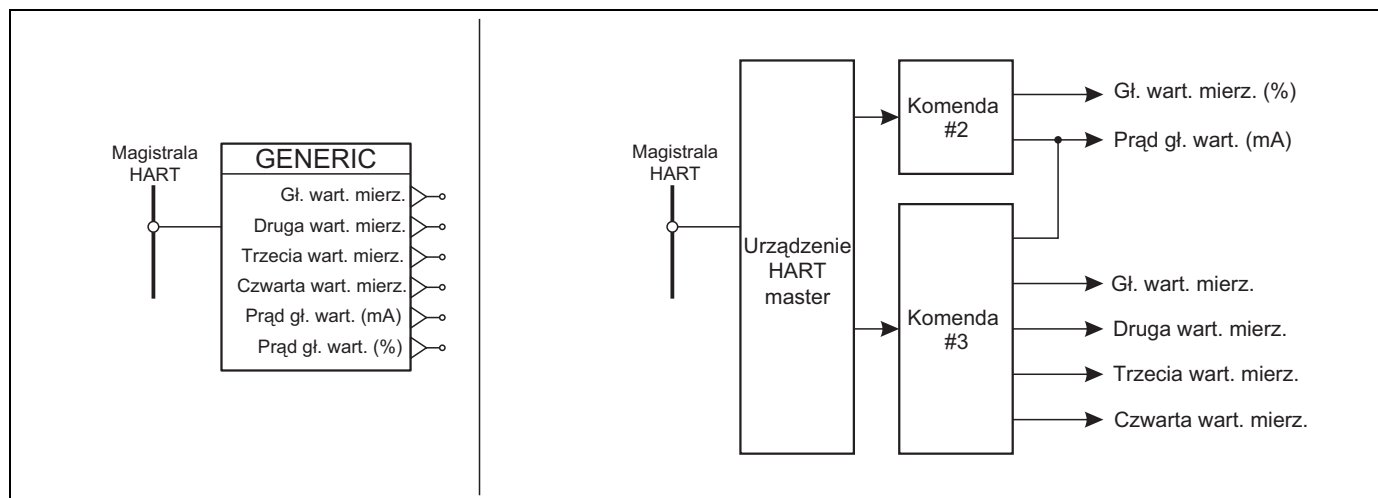 Magistrala
HART
GENERIC
Gł. wart. mierz.
Druga wart. mierz.
Trzecia wart. mierz.
Czwarta wart. mierz.
Prąd gł. wart. (mA)
Prąd gł. wart. (%)
Magistrala
HART
Urządzenie
HART
master
Komenda
#2
Gł. wart. mierz. (%)
Prąd gł. wart. (mA)
Komenda
#3
Gł. wart. mierz.
Druga wart. mierz.
Trzecia wart. mierz.
Czwarta wart. mierz.